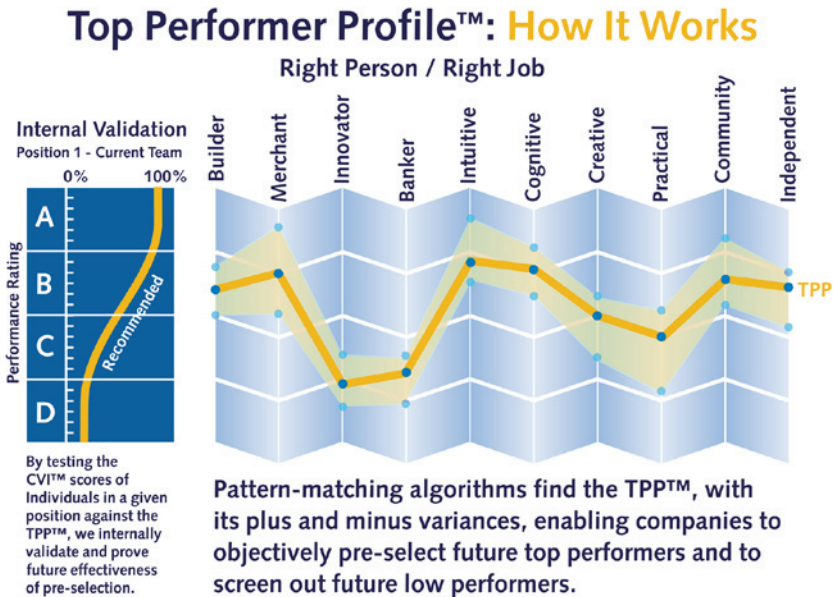 Top Performer Profile™: How It Works
Right Person / Right Job
Internal Validation
Position 1 - Current Team
0% 100%
Performance Rating
A
B
C
D
Recommended
Builder
Merchant
Innovator
Banker
Intuitive
Cognitive
Creative
Practical
Community
Independent
TPP
By testing the
CVI™ scores of
Individuals in a given
position against the
TPP™, we internally
validate and prove
future effectiveness
of pre-selection.
Pattern-matching algorithms find the TPP™, with
its plus and minus variances, enabling companies to
objectively pre-select future top performers and to
screen out future low performers.